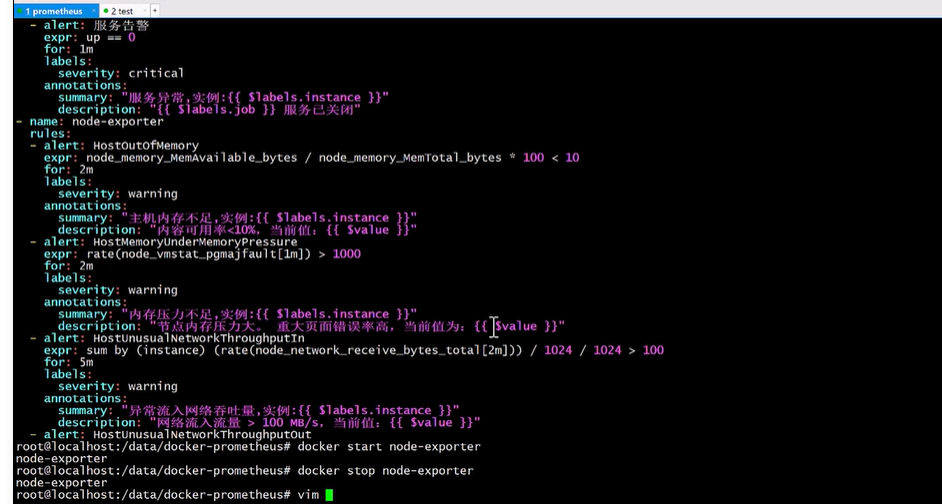 1 prometheus × 2 test × +
- alert: 服务告警
expr: up == 0
for: 1m
labels:
severity: critical
annotations:
summary: "服务异常,实例:{{ $labels.instance }}"
description: "{{ $labels.job }} 服务已关闭"
- name: node-exporter
rules:
- alert: HostOutOfMemory
expr: node_memory_MemAvailable_bytes / node_memory_MemTotal_bytes * 100 < 10
for: 2m
labels:
severity: warning
annotations:
summary: "主机内存不足,实例:{{ $labels.instance }}"
description: "内容可用率<10%，当前值：{{ $value }}"
- alert: HostMemoryUnderMemoryPressure
expr: rate(node_vmstat_pgmajfault[1m]) > 1000
for: 2m
labels:
severity: warning
annotations:
summary: "内存压力不足,实例:{{ $labels.instance }}"
description: "节点内存压力大。 重大页面错误率高，当前值为：{{ $value }}"
- alert: HostUnusualNetworkThroughputIn
expr: sum by (instance) (rate(node_network_receive_bytes_total[2m])) / 1024 / 1024 > 100
for: 5m
labels:
severity: warning
annotations:
summary: "异常流入网络吞吐量,实例:{{ $labels.instance }}"
description: "网络流入流量 > 100 MB/s，当前值：{{ $value }}"
- alert: HostUnusualNetworkThroughputOut
root@localhost:/data/docker-prometheus# docker start node-exporter
node-exporter
root@localhost:/data/docker-prometheus# docker stop node-exporter
node-exporter
root@localhost:/data/docker-prometheus# vim